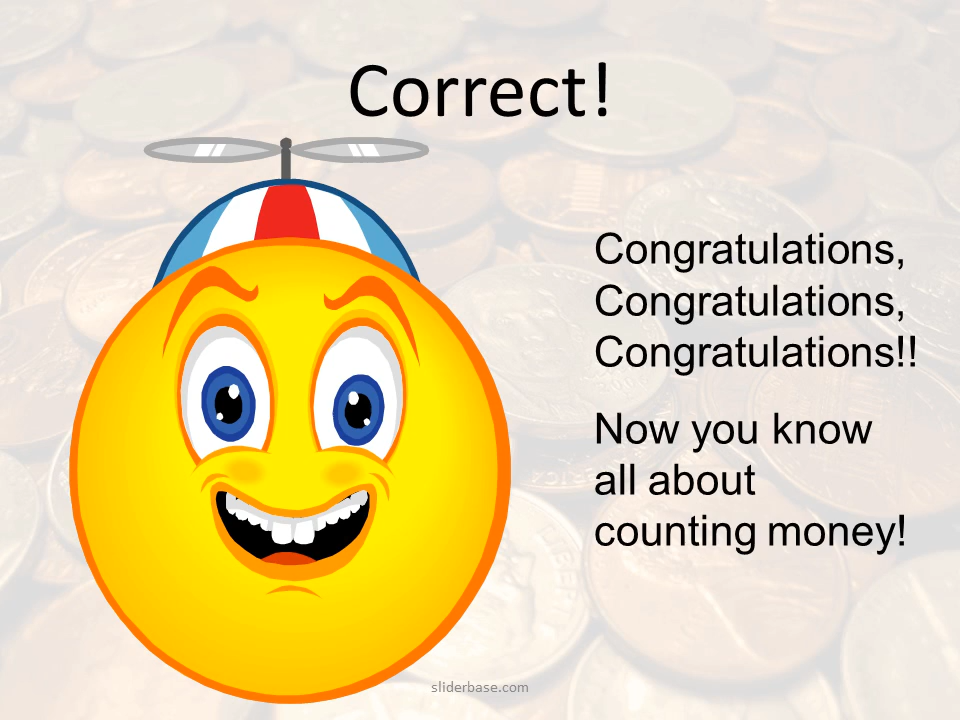 Correct!
Congratulations,
Congratulations,
Congratulations!!
Now you know
all about
counting money!
sliderbase.com